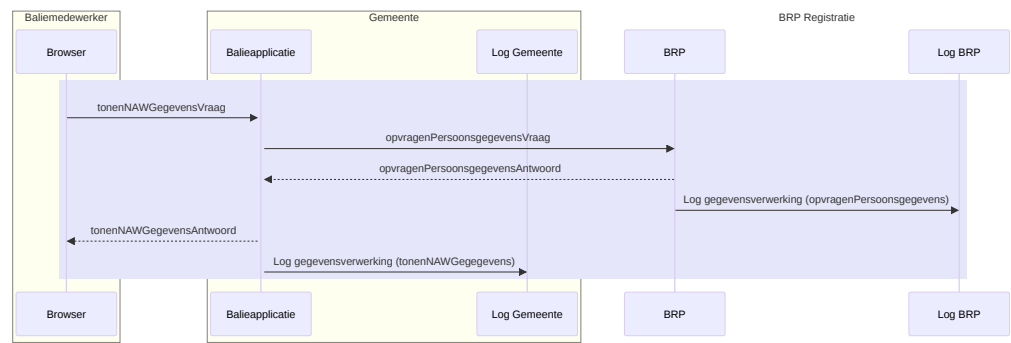 Baliemedewerker
Gemeente
BRP Registratie
Browser
Balieapplicatie
Log Gemeente
BRP
Log BRP
tonenNAWGegevensVraag
opvragenPersoonsgegevensVraag
opvragenPersoonsgegevensAntwoord
Log gegevensverwerking (opvragenPersoonsgegevens)
tonenNAWGegevensAntwoord
Log gegevensverwerking (tonenNAWGegegevens)
Browser
Balieapplicatie
Log Gemeente
BRP
Log BRP